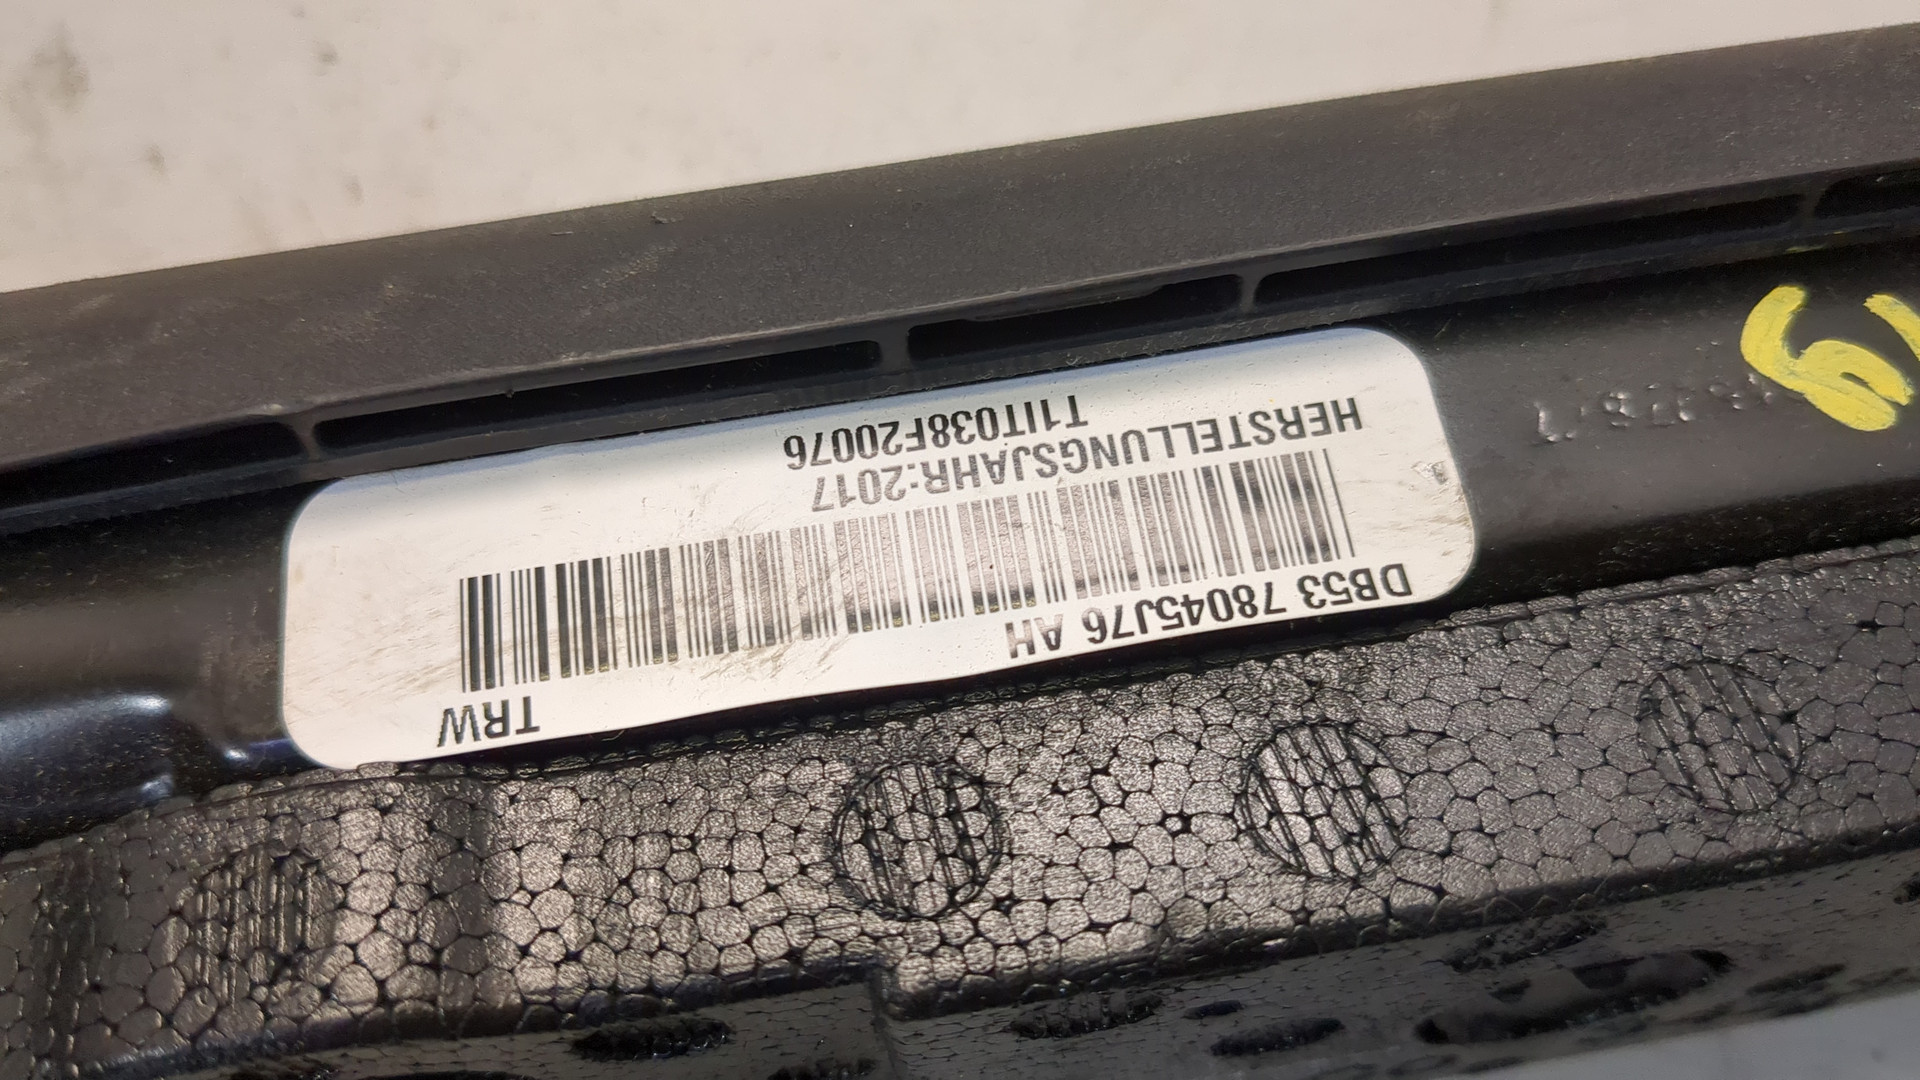 TRW
DB53 78045J76 AH
HERSTELLUNGSJAHR:2017
T1IT038F20076